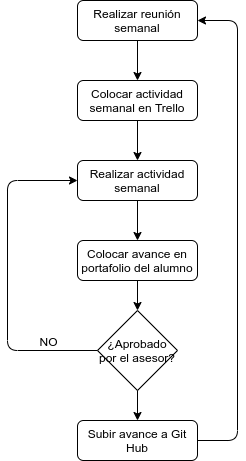 Realizar reunión
semanal
Colocar actividad
semanal en Trello
Realizar actividad
semanal
Colocar avance en
portafolio del alumno
¿Aprobado
por el asesor?
NO
Subir avance a Git
Hub